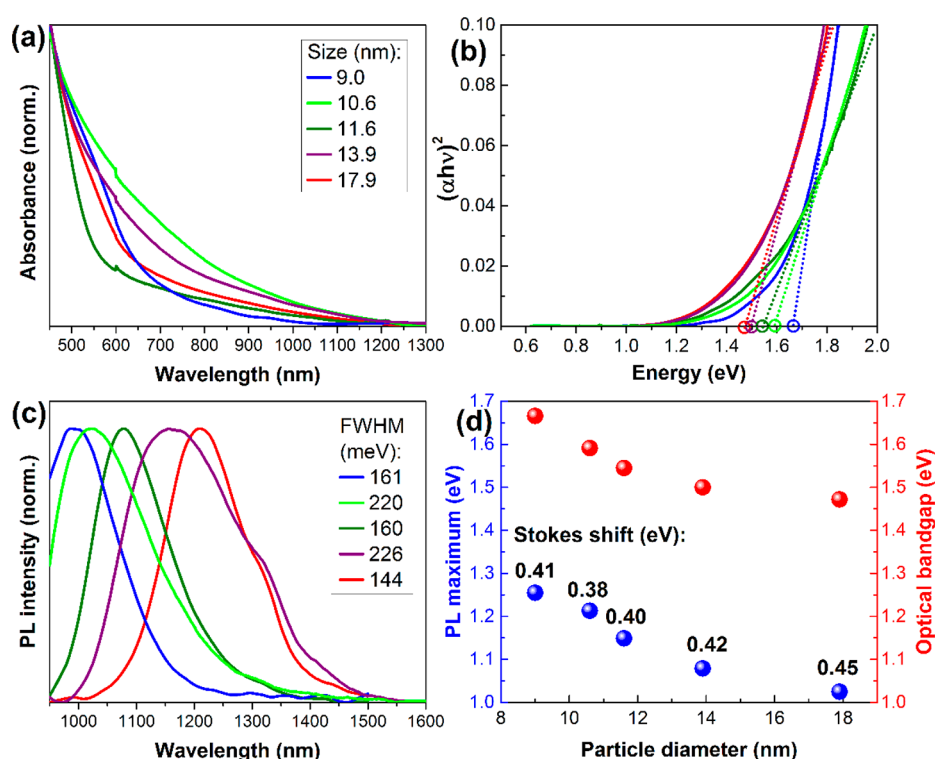 (a)
Size (nm):
9.0
10.6
11.6
13.9
17.9
Absorbance (norm.)
500 600 700 800 900 1000 1100 1200 1300
Wavelength (nm)
(b)
(αhν)²
0.10
0.08
0.06
0.04
0.02
0.00
0.6 0.8 1.0 1.2 1.4 1.6 1.8 2.0
Energy (eV)
(c)
FWHM
(meV):
161
220
160
226
144
PL intensity (norm.)
1000 1100 1200 1300 1400 1500 1600
Wavelength (nm)
(d)
PL maximum (eV)
1.7
1.6
1.5
1.4
1.3
1.2
1.1
1.0
Stokes shift (eV):
0.41
0.38
0.40
0.42
0.45
8 10 12 14 16 18
Particle diameter (nm)
1.7
1.6
1.5
1.4
1.3
1.2
1.1
1.0
Optical bandgap (eV)